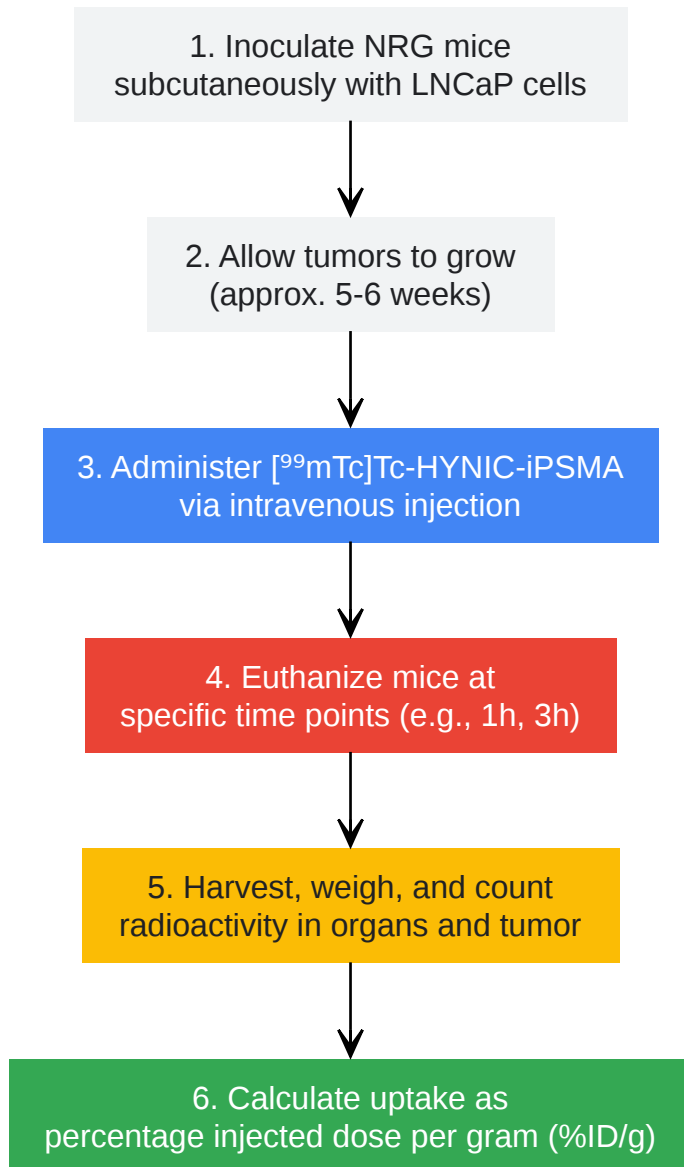 1. Inoculate NRG mice
subcutaneously with LNCaP cells
2. Allow tumors to grow
(approx. 5-6 weeks)
3. Administer [⁹⁹mTc]Tc-HYNIC-iPSMA
via intravenous injection
4. Euthanize mice at
specific time points (e.g., 1h, 3h)
5. Harvest, weigh, and count
radioactivity in organs and tumor
6. Calculate uptake as
percentage injected dose per gram (%ID/g)